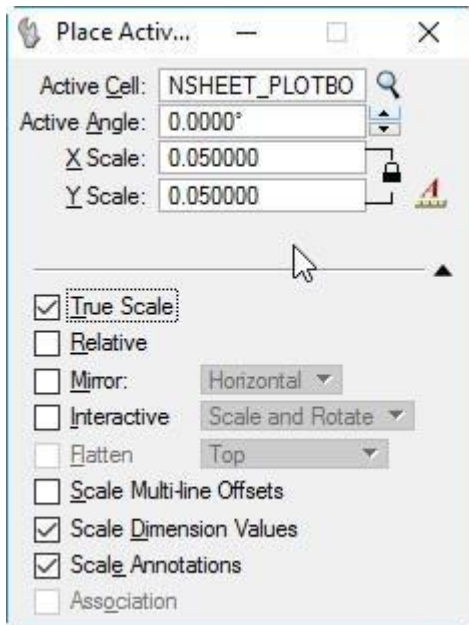 Place Activ...
Active Cell: NSHEET_PLOTBO
Active Angle: 0.0000°
X Scale: 0.050000
Y Scale: 0.050000
A
True Scale
Relative
Mirror: Horizontal
Interactive Scale and Rotate
Flatten Top
Scale Multi-line Offsets
Scale Dimension Values
Scale Annotations
Association